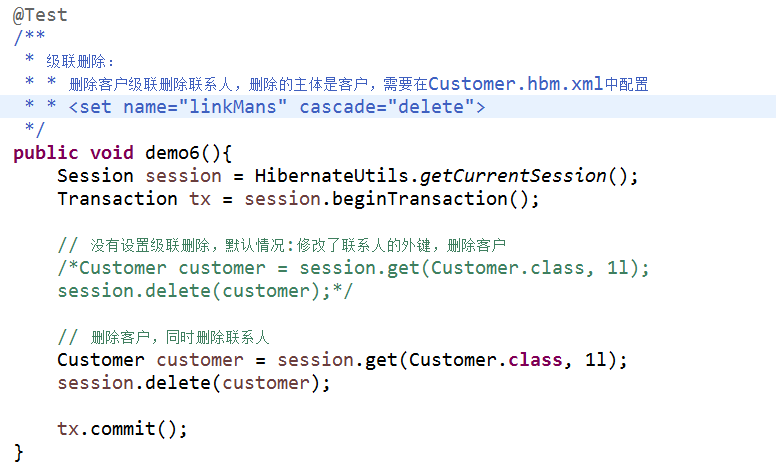 @Test
/**
 * 级联删除：
 * * 删除客户级联删除联系人，删除的主体是客户，需要在Customer.hbm.xml中配置
 * * <set name="linkMans" cascade="delete">
 */
public void demo6(){
    Session session = HibernateUtils.getCurrentSession();
    Transaction tx = session.beginTransaction();
    // 没有设置级联删除，默认情况:修改了联系人的外键，删除客户
    /*Customer customer = session.get(Customer.class, 1l);
    session.delete(customer);*/
    // 删除客户，同时删除联系人
    Customer customer = session.get(Customer.class, 1l);
    session.delete(customer);
    tx.commit();
}